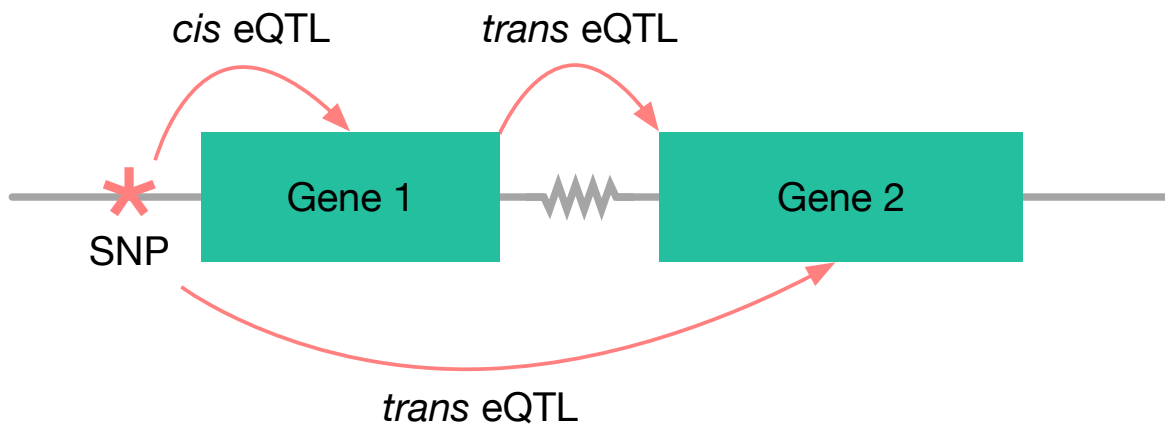 cis eQTL
trans eQTL
Gene 1
Gene 2
SNP
trans eQTL